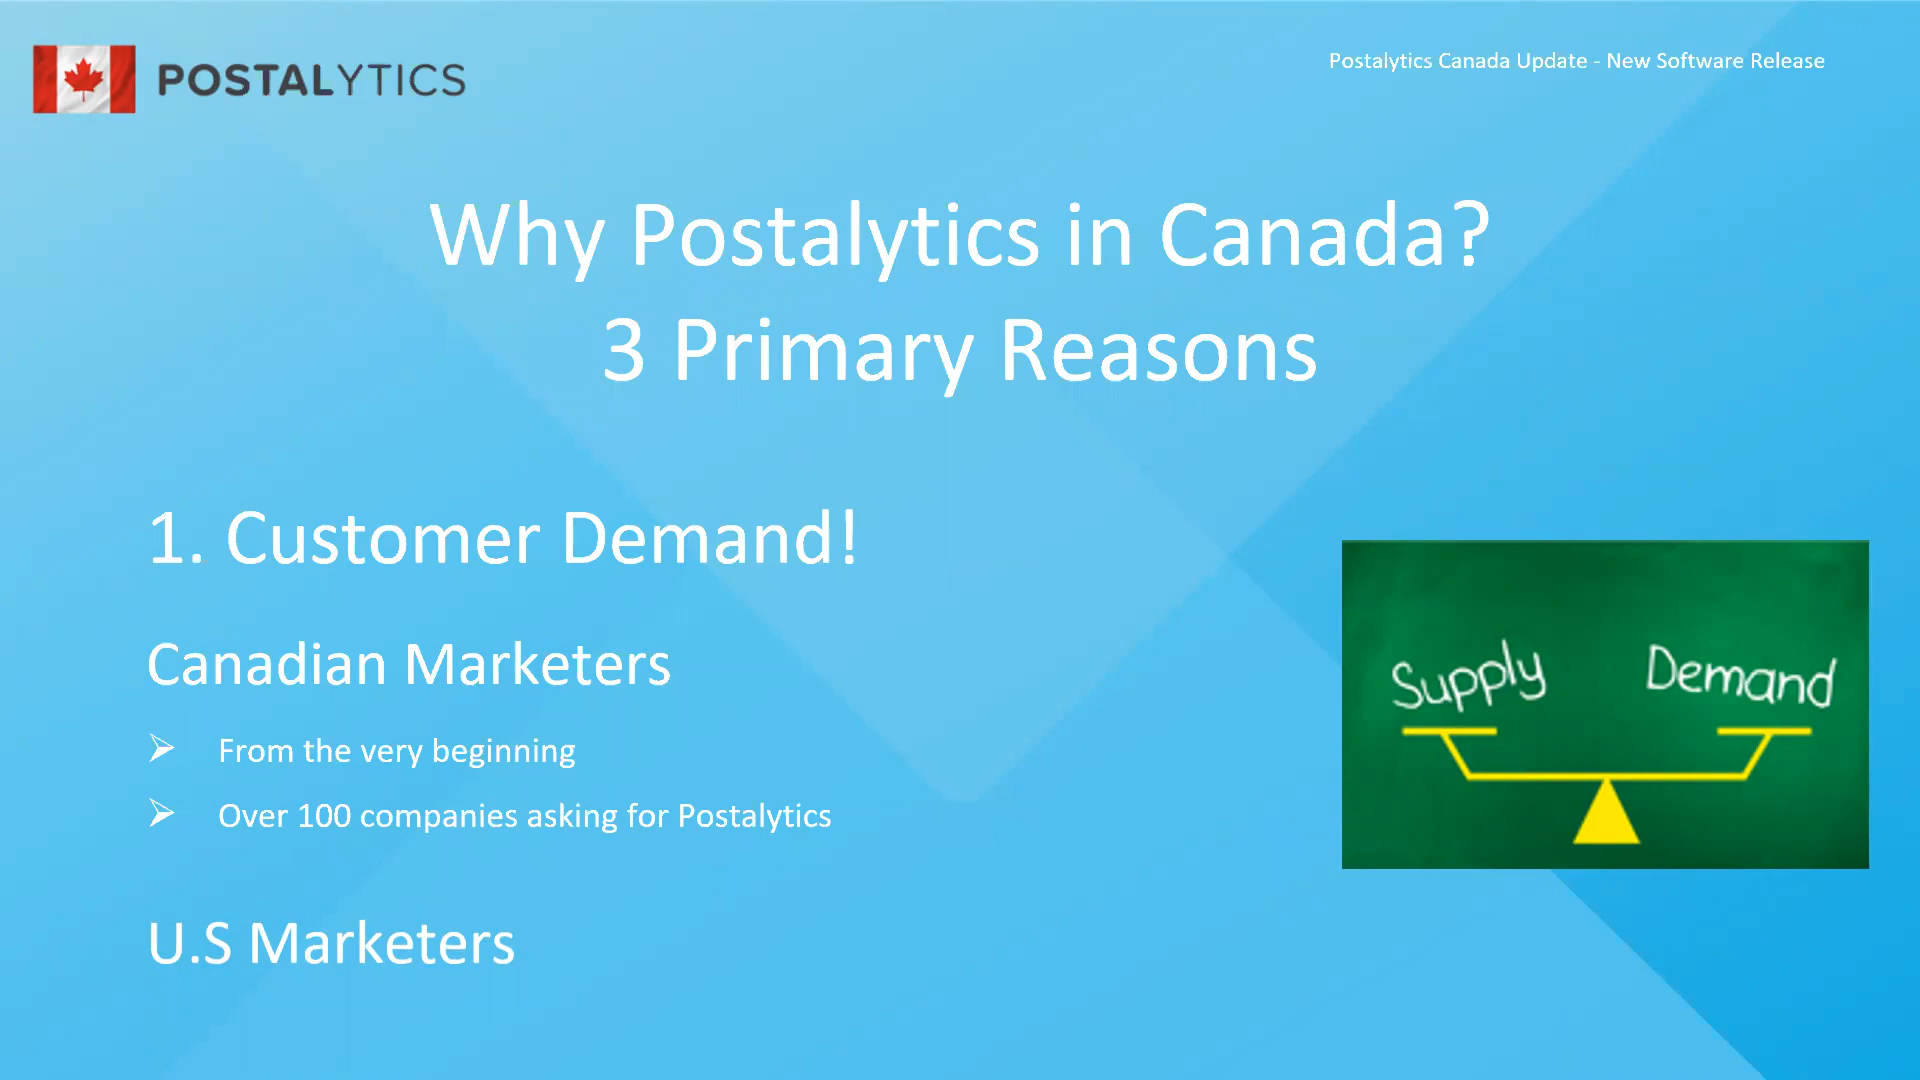 POSTALYTICS
Postalytics Canada Update - New Software Release
Why Postalytics in Canada?
3 Primary Reasons
1. Customer Demand!
Canadian Marketers
From the very beginning
Over 100 companies asking for Postalytics
U.S Marketers
Supply Demand